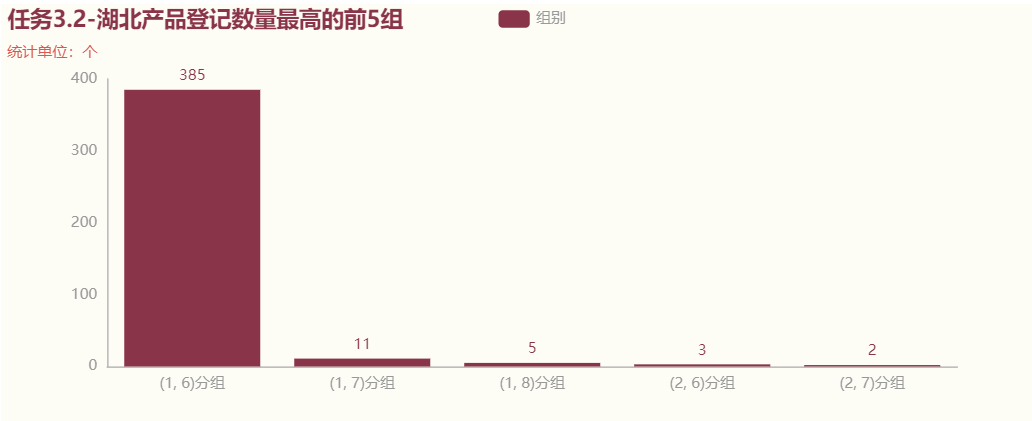 任务3.2-湖北产品登记数量最高的前5组
组别
统计单位：个
400
300
200
100
0
385
11
5
3
2
(1, 6)分组
(1, 7)分组
(1, 8)分组
(2, 6)分组
(2, 7)分组